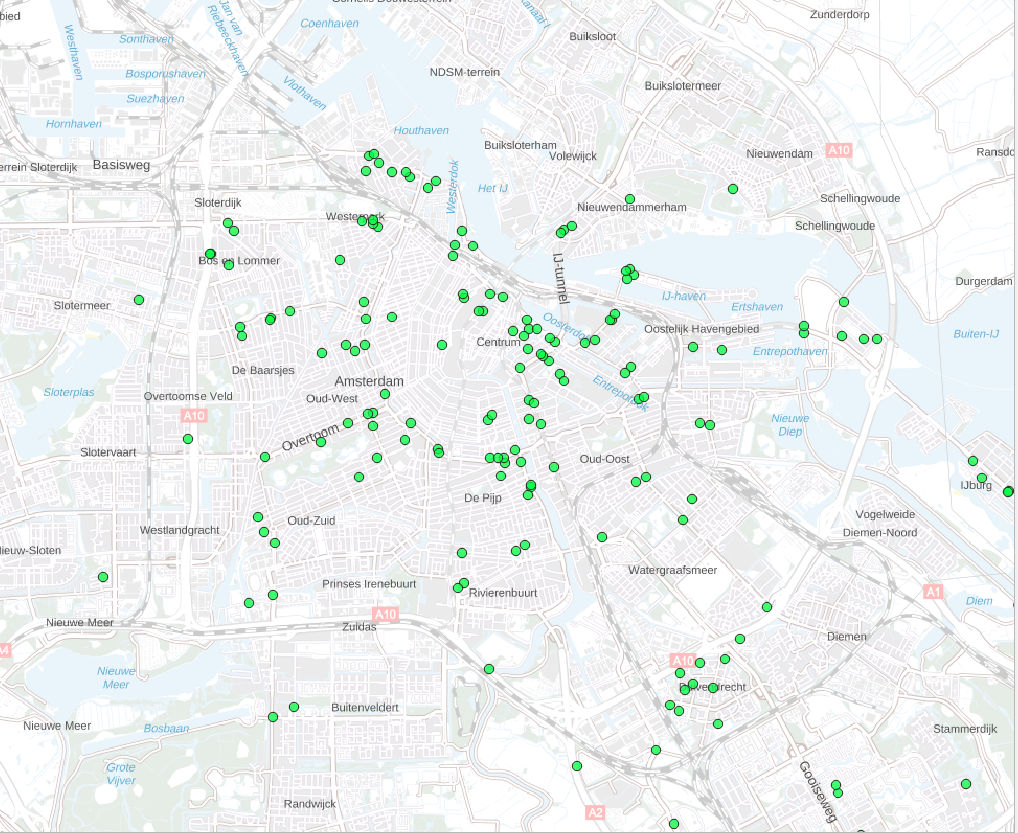 Cornelis Douwesterrein
bied
Coenhaven
Jan van
Riebeeckhaven
anaal I
Zunderdorp
Westhaven
Sonthaven
Buiksloot
Bosporushaven
NDSM-terrein
Vlothaven
Suezhaven
Buikslotermeer
Hornhaven
Houthaven
Buiksloterham
Volewijck
Nieuwendam
A10
Ransdo
errein Sloterdijk
Basisweg
Westerdok
Het IJ
Sloterdijk
Westerpark
Nieuwendammerham
Schellingwoude
Schellingwoude
Bos en Lommer
IJ-tunnel
Durgerdam
Slotermeer
IJ-haven
Ertshaven
Oosterdok
Oostelijk Havengebied
Buiten-IJ
Centrum
Entrepothaven
De Baarsjes
Amsterdam
Sloterplas
Overtoomse Veld
Oud-West
Entrepotdok
A10
Nieuwe
Diep
Overtoom
Slotervaart
Oud-Oost
IJburg
De Pijp
Vogelweide
Westlandgracht
Oud-Zuid
Diemen-Noord
Nieuw-Sloten
Watergraafsmeer
Prinses Irenebuurt
Rivierenbuurt
A1
Diem
A10
Nieuwe Meer
Zuidas
Diemen
A4
A10
Nieuwe
Meer
Duivendrecht
Buitenveldert
Nieuwe Meer
Bosbaan
Stammerdijk
Grote
Vijver
Gooiseweg
Randwijck
A2